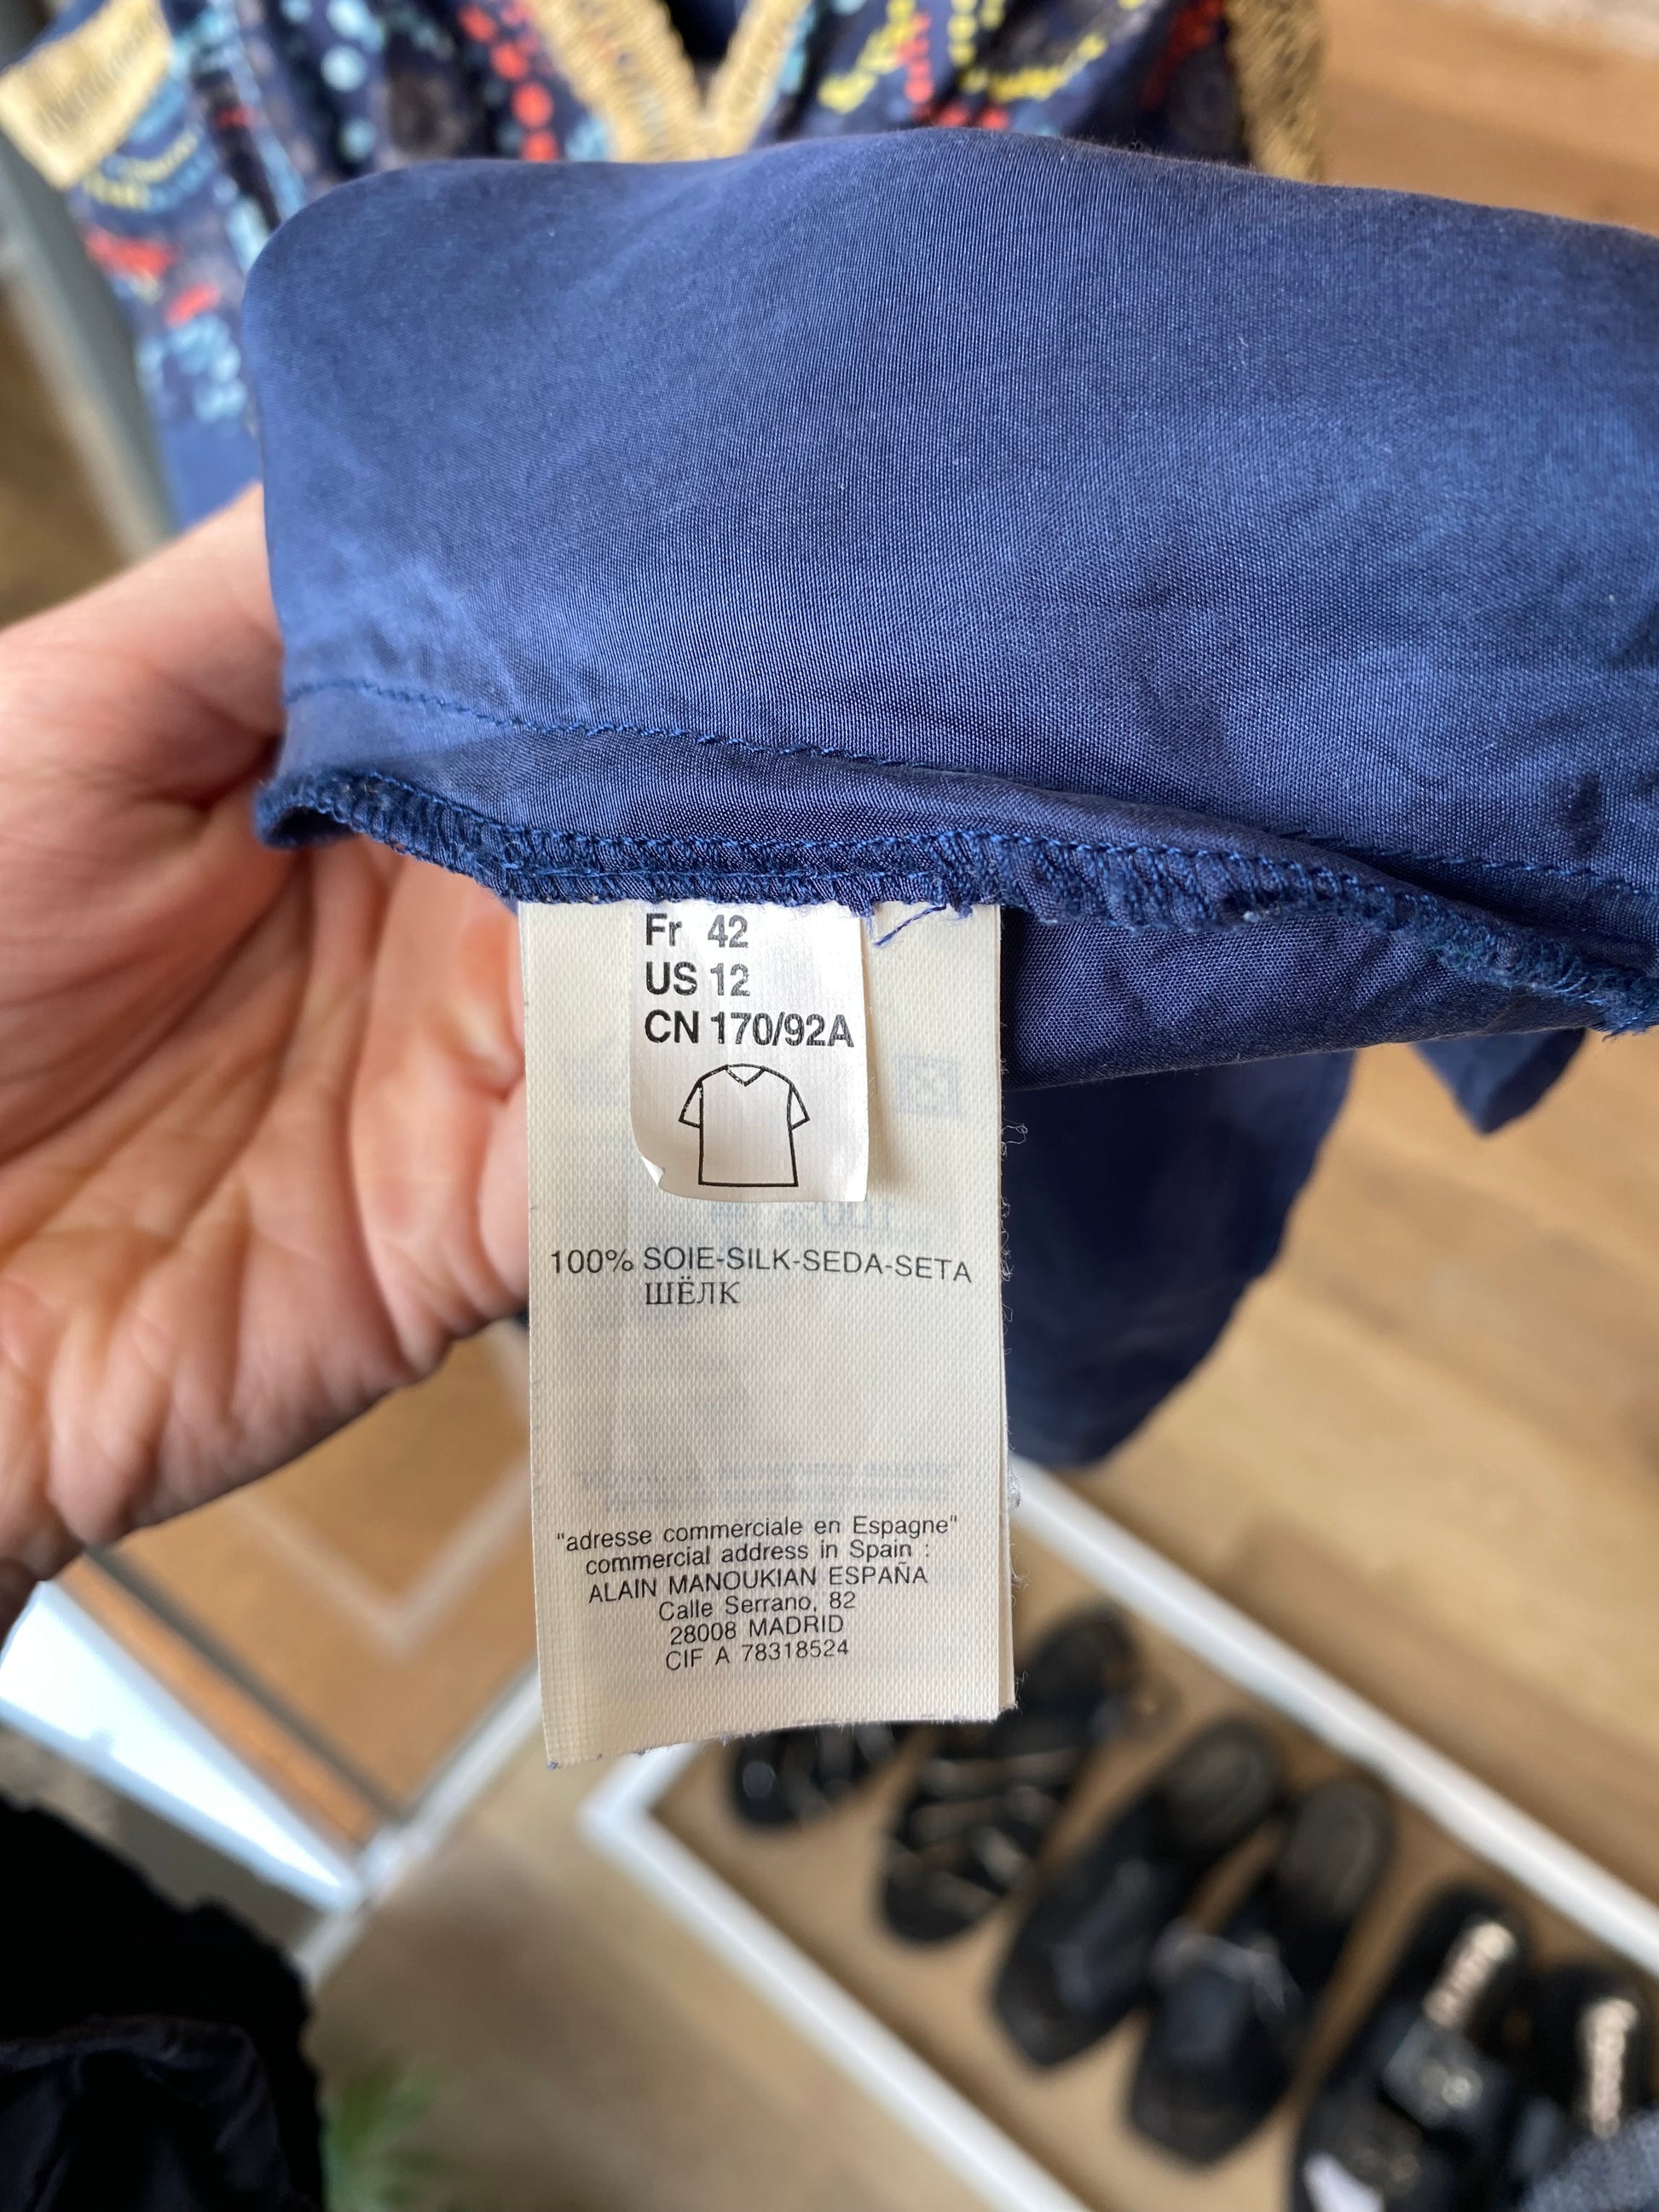 Fr 42
US 12
CN 170/92A
100% SOIE-SILK-SEDA-SETA
ШЁЛК
"adresse commerciale en Espagne"
commercial address in Spain :
ALAIN MANOUKIAN ESPAÑA
Calle Serrano, 82
28008 MADRID
CIF A 78318524